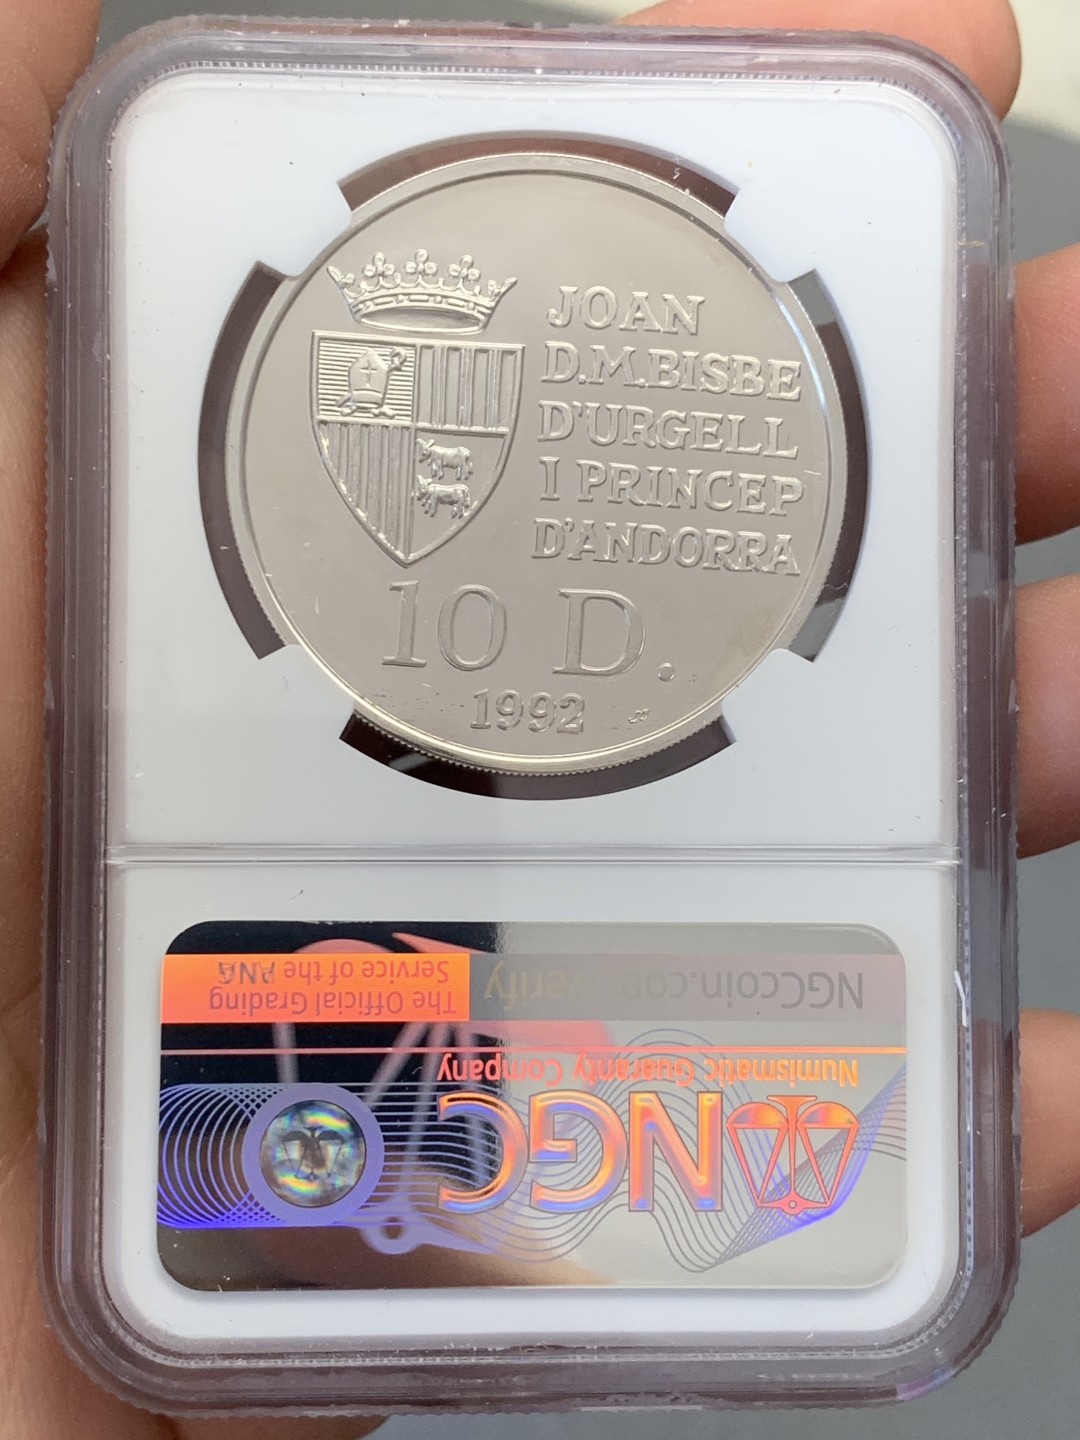 JOAN
D.M.BISBE
D'URGELL
I PRINCEP
D'ANDORRA
10 D.
1992
NGC
Numismatic Guaranty Company
NGCcoin.com/verify
The Official Grading
Service of the ANA